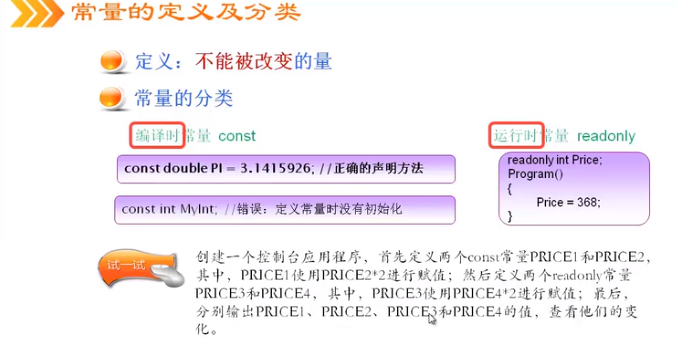 常量的定义及分类
定义：不能被改变的量
常量的分类
编译时常量 const
const double PI = 3.1415926; //正确的声明方法
const int MyInt; //错误：定义常量时没有初始化
运行时常量 readonly
readonly int Price;
Program()
{
Price = 368;
}
试一试
创建一个控制台应用程序，首先定义两个const常量PRICE1和PRICE2，
其中，PRICE1使用PRICE2*2进行赋值；然后定义两个readonly常量
PRICE3和PRICE4，其中，PRICE3使用PRICE4*2进行赋值；最后，
分别输出PRICE1、PRICE2、PRICE3和PRICE4的值，查看他们的变
化。